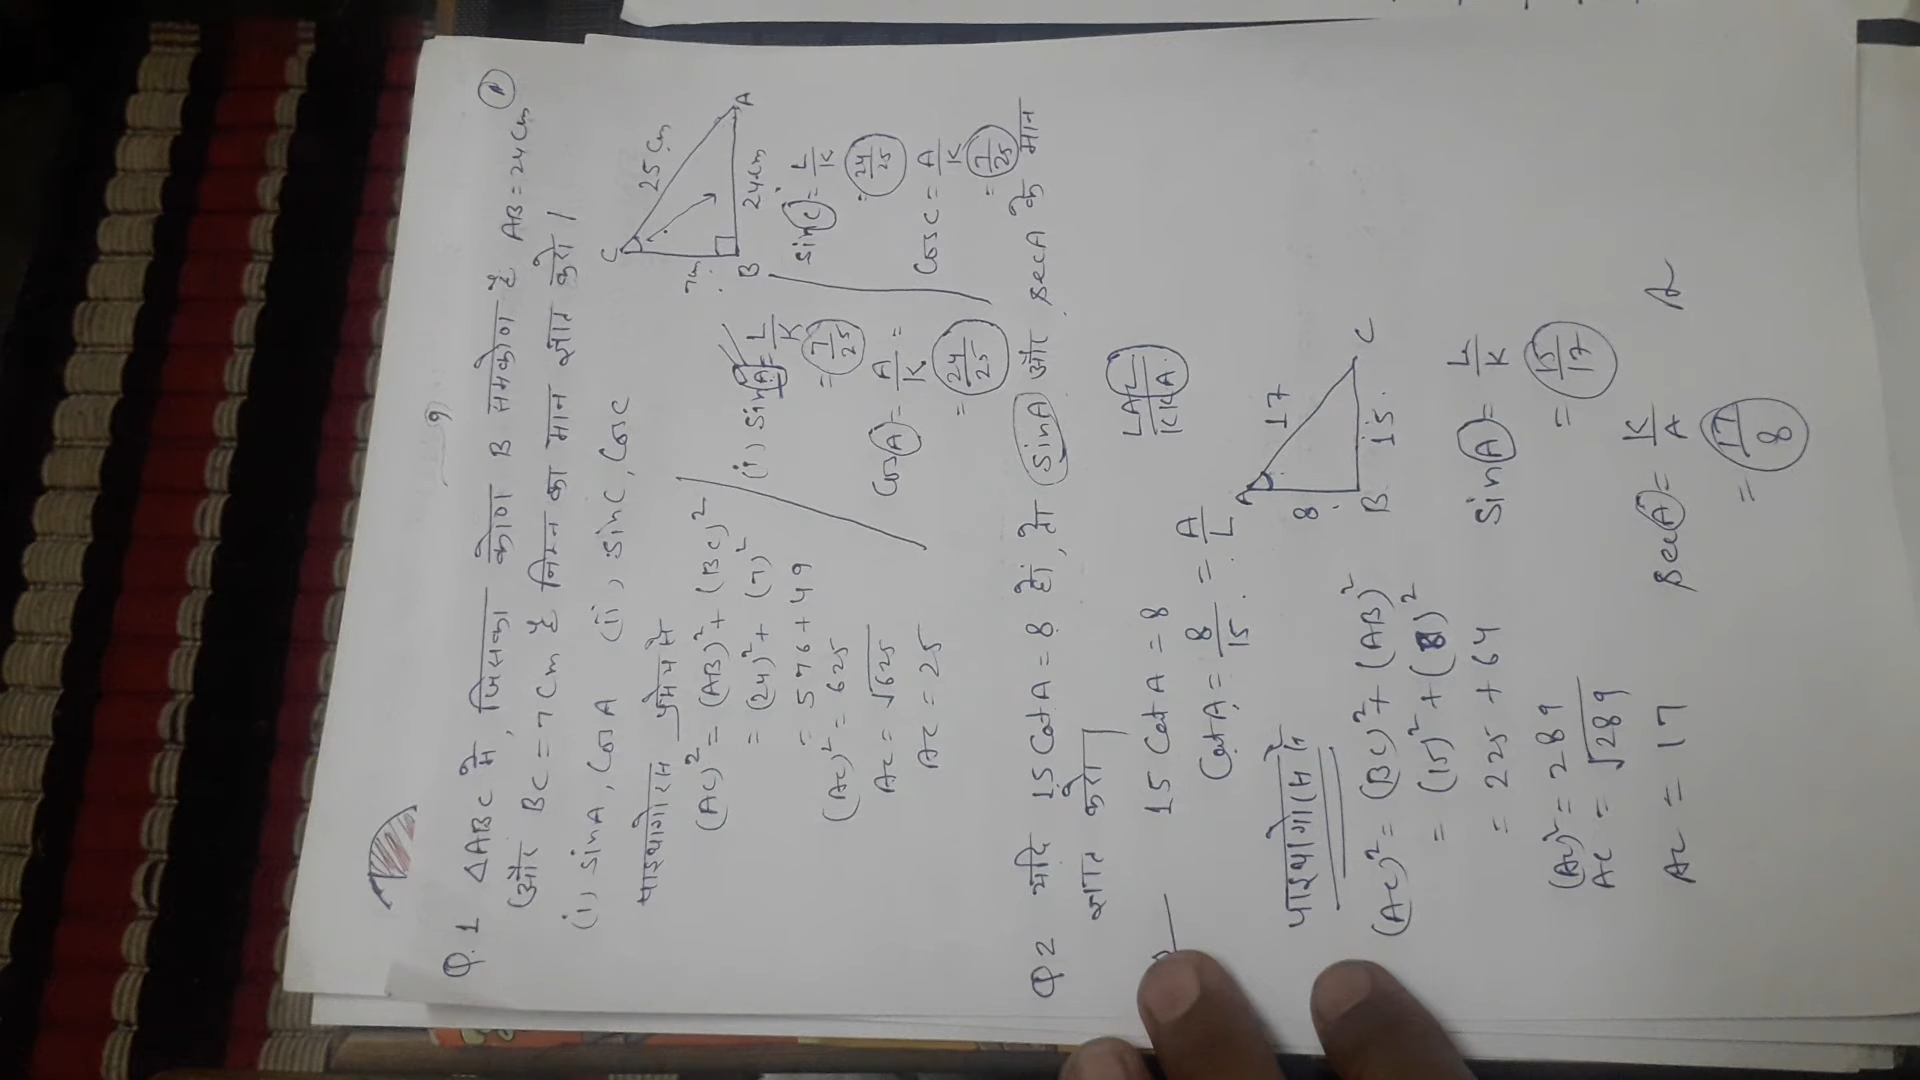 Q.1 ΔABC में, जिसका कोण B समकोण है AB = 24 Cm
और BC = 7 Cm है निम्न का मान ज्ञात करो।
(i) sin A, Cos A (ii) sin C, Cos C
पाइथोगोरस प्रमेय से
(AC)² = (AB)² + (BC)²
= (24)² + (7)²
= 576 + 49
(AC)² = 625
AC = √625
AC = 25
(i) sin A = L/K
= 7/25
Cos A = A/K =
= 24/25
C
25 Cm
A
7 cm
B
24 cm
sin C = L/K
= 24/25
Cos C = A/K
= 7/25
Q 2 यदि 15 Cot A = 8 हो, तो sin A और sec A के मान
ज्ञात करो
15 Cot A = 8
Cot A = 8/15 = A/L
LAL/KKA
पाइथोगोरस से
(AC)² = (BC)² + (AB)²
= (15)² + (8)²
= 225 + 64
(AC)² = 289
AC = √289
AC = 17
A
17
C
8
B
15
sin A = L/K
= 15/17
sec A = K/A
= 17/8